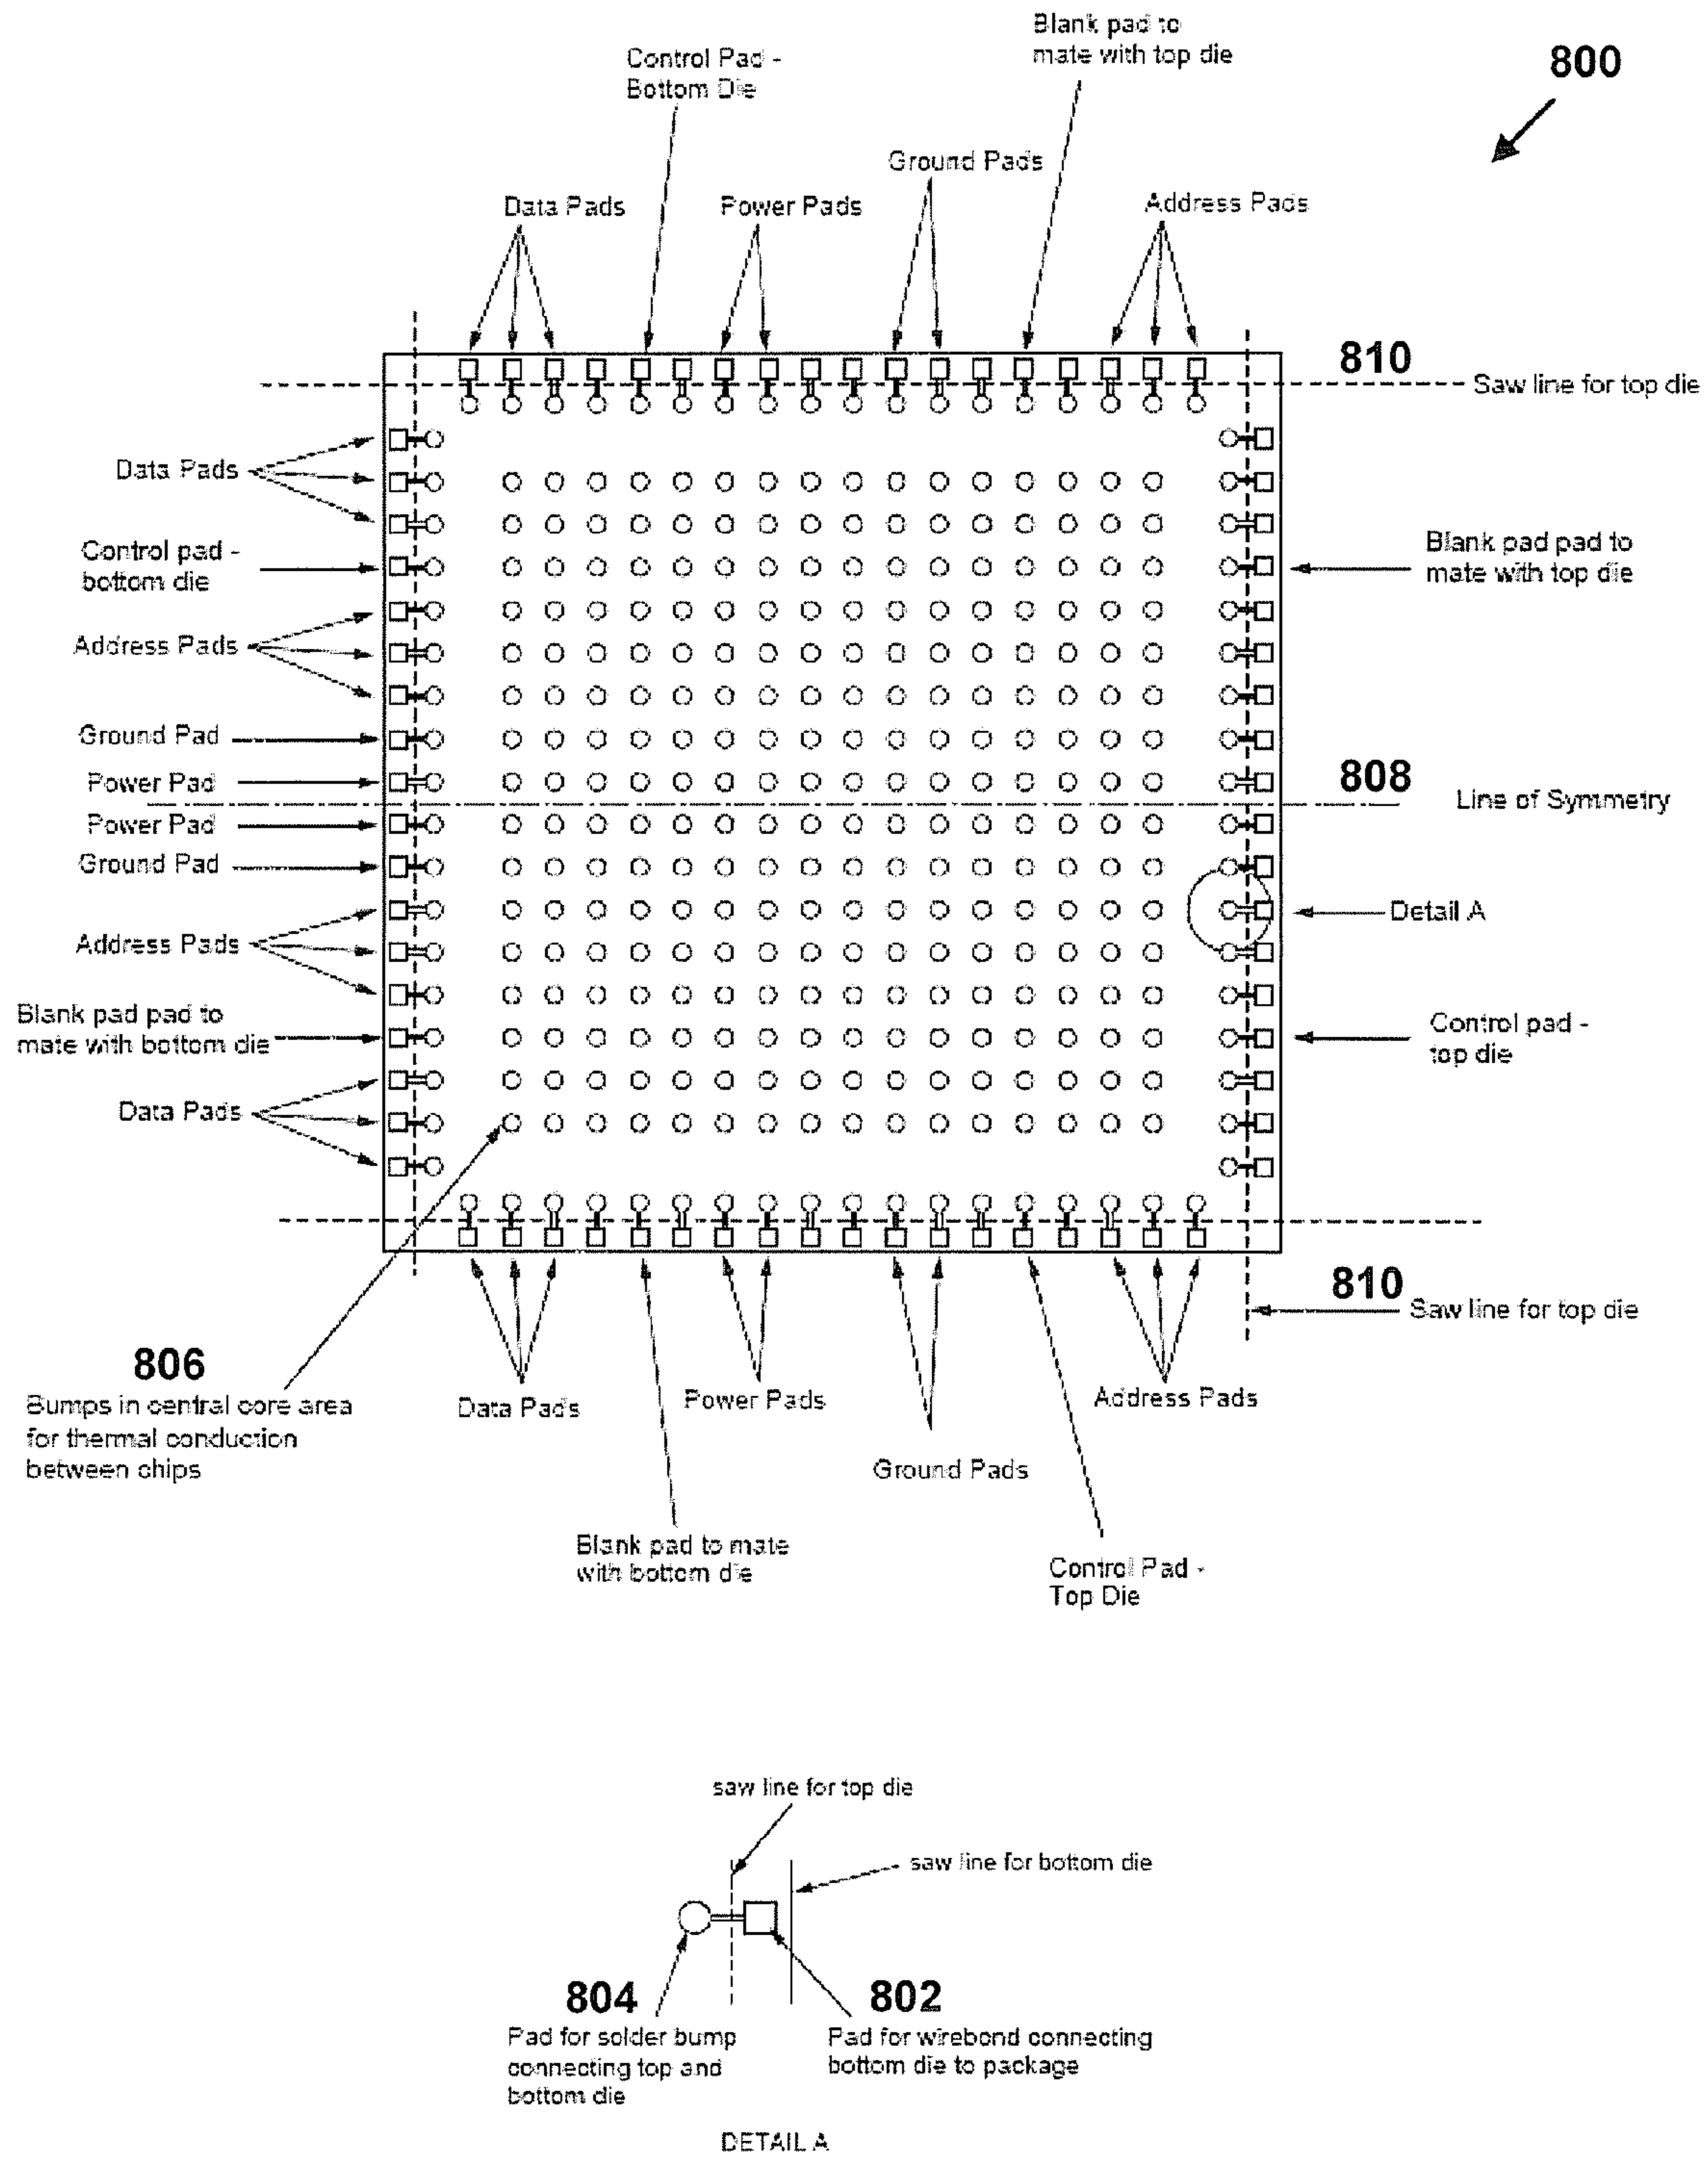 Blank pad to
mate with top die
800
Control Pad -
Bottom Die
Ground Pads
Data Pads
Power Pads
Address Pads
810
Saw line for top die
Data Pads
Control pad -
bottom die
Blank pad pad to
mate with top die
Address Pads
Ground Pad
Power Pad
808
Line of Symmetry
Power Pad
Ground Pad
Detail A
Address Pads
Blank pad pad to
mate with bottom die
Control pad -
top die
Data Pads
810
Saw line for top die
806
Bumps in central core area
for thermal conduction
between chips
Data Pads
Power Pads
Address Pads
Ground Pads
Blank pad to mate
with bottom die
Control Pad -
Top Die
saw line for top die
saw line for bottom die
804
Pad for solder bump
connecting top and
bottom die
802
Pad for wirebond connecting
bottom die to package
DETAIL A